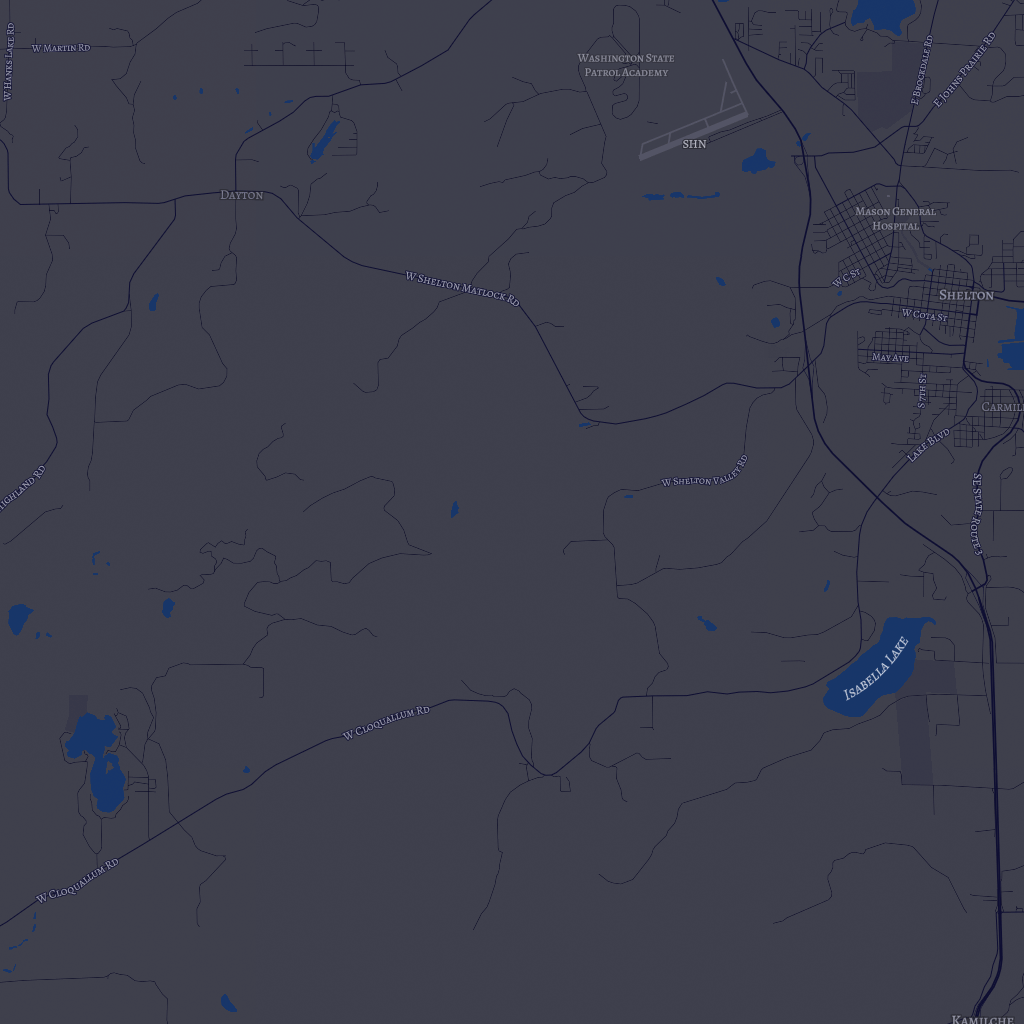 W Hanks Lake Rd
W Martin Rd
Washington State
Patrol Academy
E Brockdale Rd
E Johns Prairie Rd
SHN
Dayton
Mason General
Hospital
W Shelton Matlock Rd
W C St
Shelton
W Cota St
May Ave
S 7th St
Carmil
Lake Blvd
Highland Rd
W Shelton Valley Rd
SE State Route 3
Isabella Lake
W Cloquallum Rd
W Cloquallum Rd
Kamilche